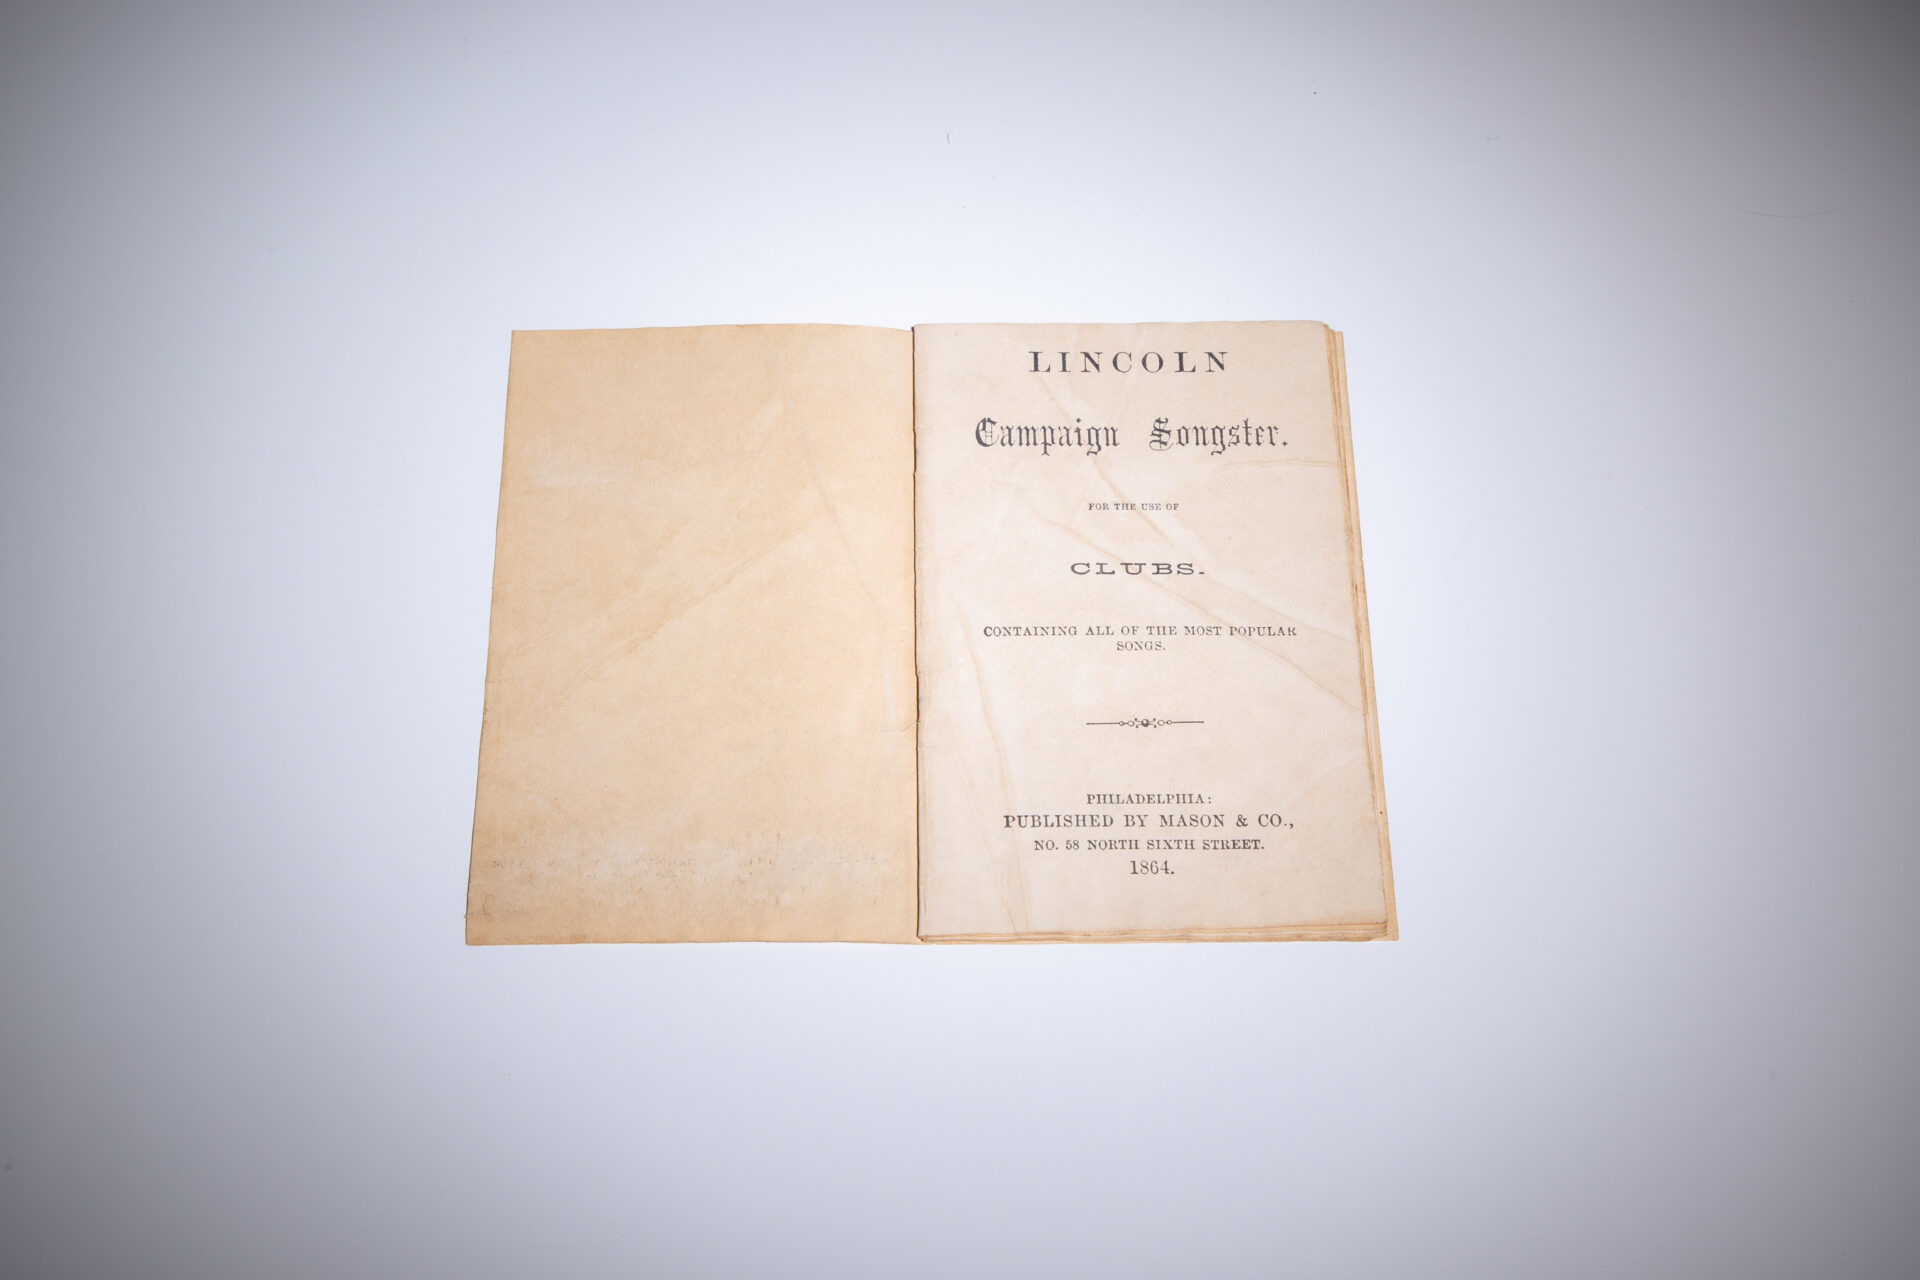 LINCOLN
Campaign Songster.
FOR THE USE OF
CLUBS.
CONTAINING ALL OF THE MOST POPULAR
SONGS.
PHILADELPHIA:
PUBLISHED BY MASON & CO.,
NO. 58 NORTH SIXTH STREET.
1864.